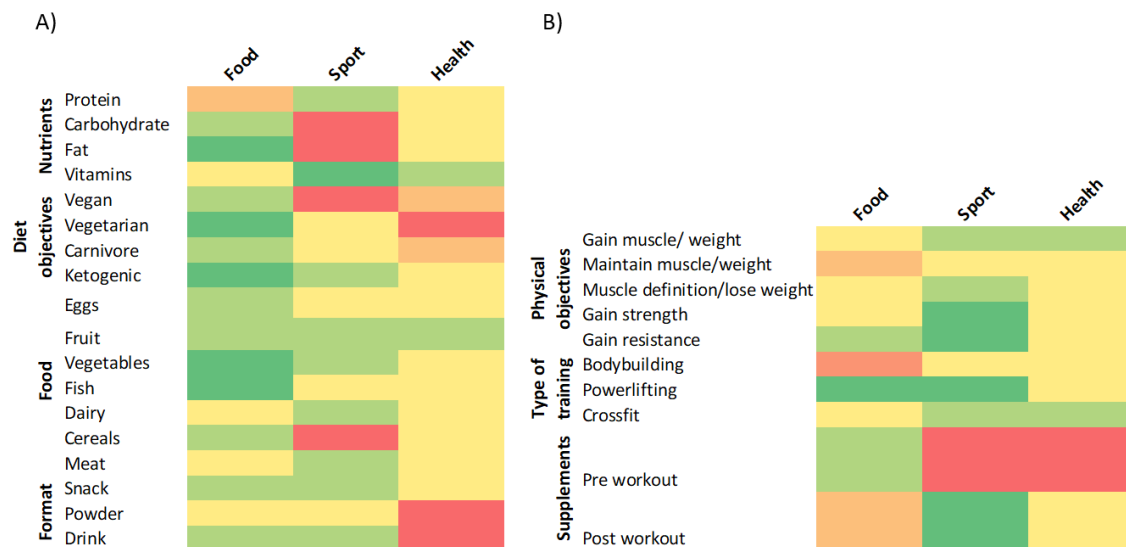 A)
Food
Sport
Health
Nutrients
Protein
Carbohydrate
Fat
Vitamins
Diet
objectives
Vegan
Vegetarian
Carnivore
Ketogenic
Food
Eggs
Fruit
Vegetables
Fish
Dairy
Cereals
Meat
Format
Snack
Powder
Drink
B)
Food
Sport
Health
Physical
objectives
Gain muscle/ weight
Maintain muscle/weight
Muscle definition/lose weight
Gain strength
Gain resistance
Type of
training
Bodybuilding
Powerlifting
Crossfit
Supplements
Pre workout
Post workout